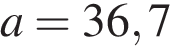 a = 36,7